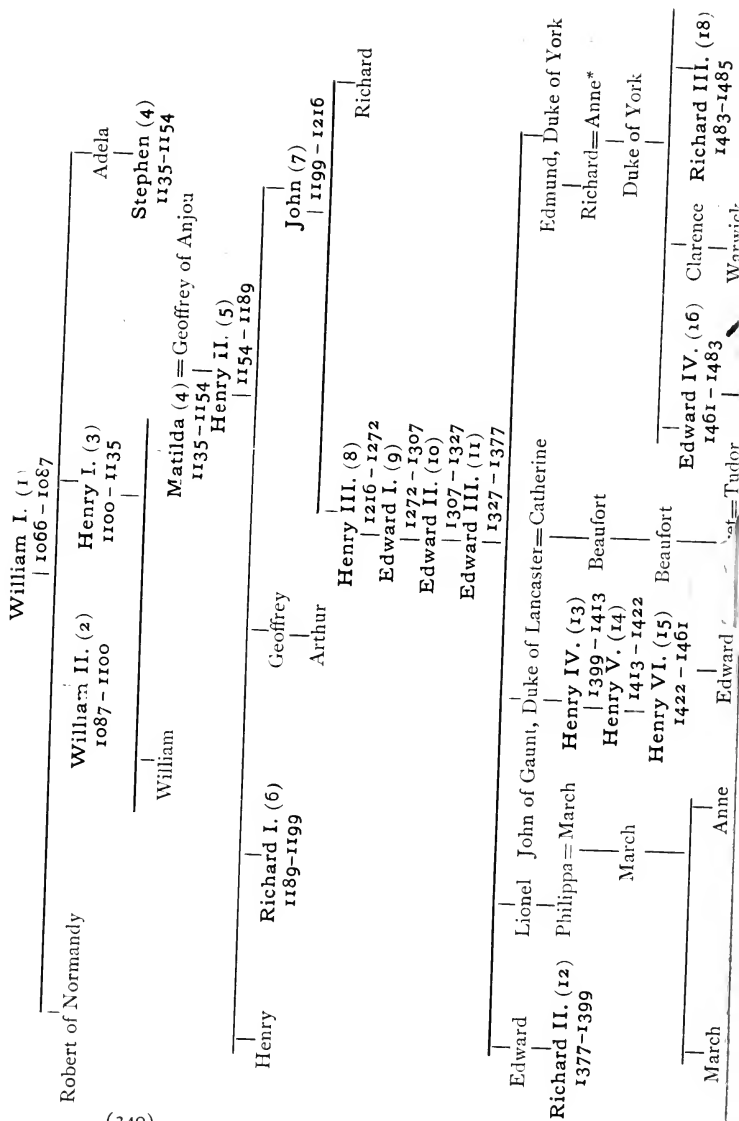 William I. (1)
1066–1087
Robert of Normandy
William II. (2)
1087–1100
Henry I. (3)
1100–1135
Adela
Stephen (4)
1135–1154
William
Matilda (4)=Geoffrey of Anjou
1135–1154
Henry II. (5)
1154–1189
Henry
Richard I. (6)
1189–1199
Geoffrey
Arthur
John (7)
1199–1216
Henry III. (8)
1216–1272
Richard
Edward I. (9)
1272–1307
Edward II. (10)
1307–1327
Edward III. (11)
1327–1377
Edward
Lionel
John of Gaunt, Duke of Lancaster=Catherine
Edmund, Duke of York
Richard II. (12)
1377–1399
Philippa=March
Henry IV. (13)
1399–1413
Beaufort
Richard=Anne*
March
Henry V. (14)
1413–1422
Beaufort
Duke of York
March
Anne
Henry VI. (15)
1422–1461
Edward IV. (16)
1461–1483
Clarence
Richard III. (18)
1483–1485
Edward
=Tudor
Warwick